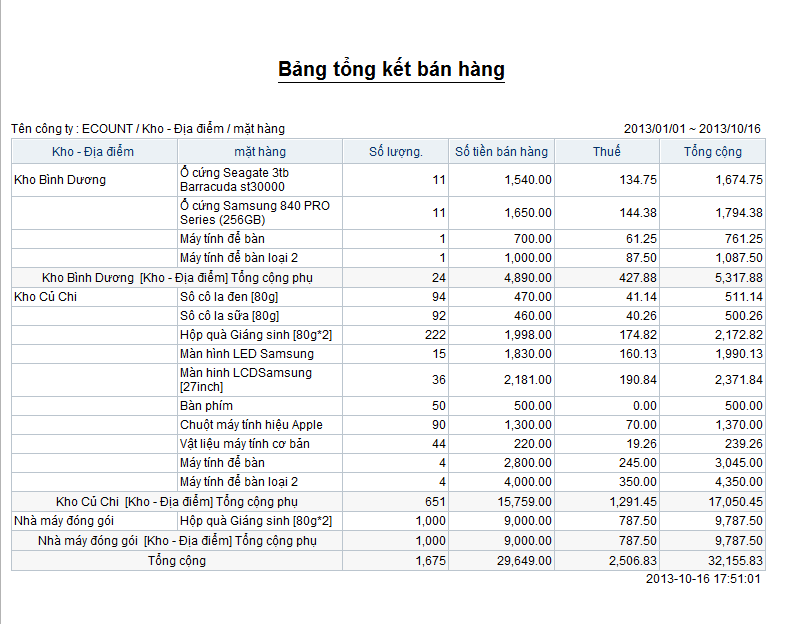 Bảng tổng kết bán hàng
Tên công ty : ECOUNT / Kho - Địa điểm / mặt hàng 2013/01/01 ~ 2013/10/16
Kho - Địa điểm mặt hàng Số lượng. Số tiền bán hàng Thuế Tổng cộng
Kho Bình Dương Ổ cứng Seagate 3tb Barracuda st30000 11 1,540.00 134.75 1,674.75
Ổ cứng Samsung 840 PRO Series (256GB) 11 1,650.00 144.38 1,794.38
Máy tính để bàn 1 700.00 61.25 761.25
Máy tính để bàn loại 2 1 1,000.00 87.50 1,087.50
Kho Bình Dương [Kho - Địa điểm] Tổng cộng phụ 24 4,890.00 427.88 5,317.88
Kho Củ Chi Sô cô la đen [80g] 94 470.00 41.14 511.14
Sô cô la sữa [80g] 92 460.00 40.26 500.26
Hộp quà Giáng sinh [80g*2] 222 1,998.00 174.82 2,172.82
Màn hình LED Samsung 15 1,830.00 160.13 1,990.13
Màn hinh LCDSamsung [27inch] 36 2,181.00 190.84 2,371.84
Bàn phím 50 500.00 0.00 500.00
Chuột máy tính hiệu Apple 90 1,300.00 70.00 1,370.00
Vật liệu máy tính cơ bản 44 220.00 19.26 239.26
Máy tính để bàn 4 2,800.00 245.00 3,045.00
Máy tính để bàn loại 2 4 4,000.00 350.00 4,350.00
Kho Củ Chi [Kho - Địa điểm] Tổng cộng phụ 651 15,759.00 1,291.45 17,050.45
Nhà máy đóng gói Hộp quà Giáng sinh [80g*2] 1,000 9,000.00 787.50 9,787.50
Nhà máy đóng gói [Kho - Địa điểm] Tổng cộng phụ 1,000 9,000.00 787.50 9,787.50
Tổng cộng 1,675 29,649.00 2,506.83 32,155.83
2013-10-16 17:51:01